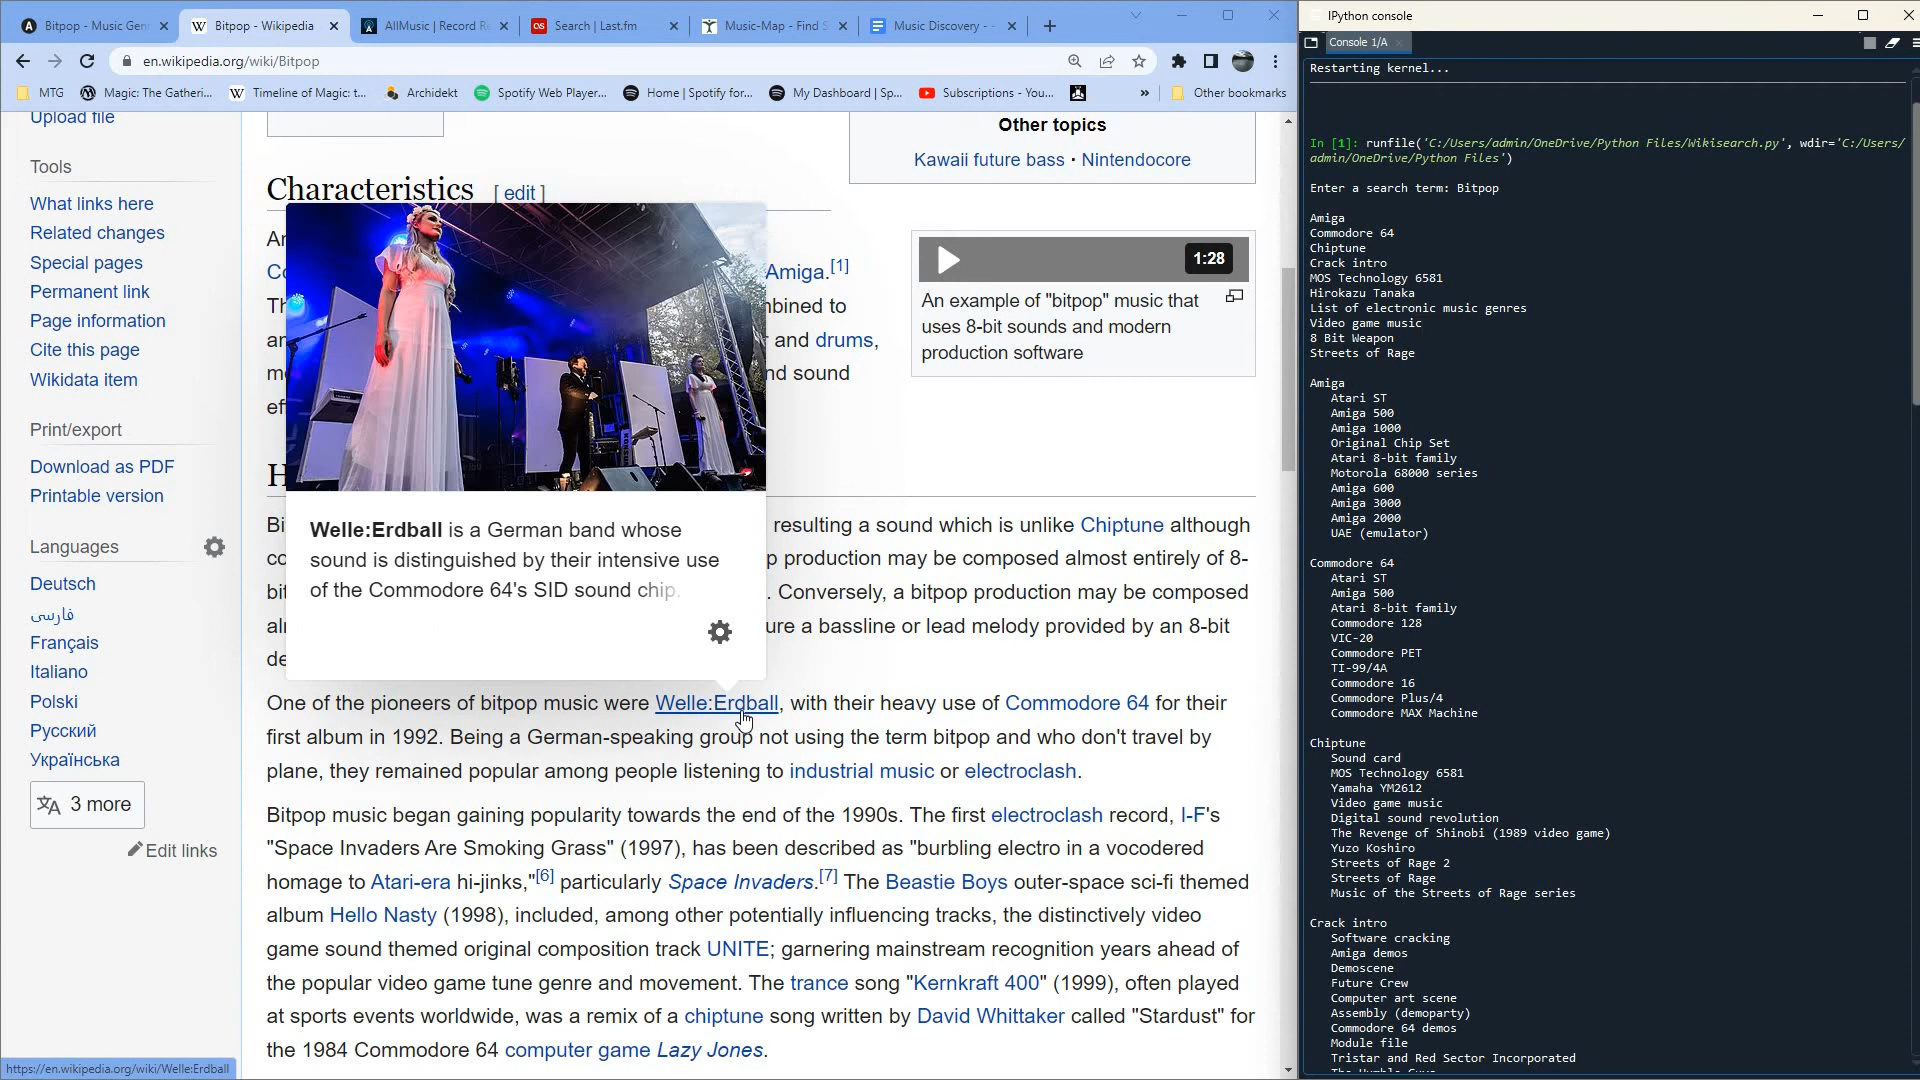 Bitpop - Music Gen
Bitpop - Wikipedia
AllMusic | Record R
Search | Last.fm
Music-Map - Find S
Music Discovery -
en.wikipedia.org/wiki/Bitpop
MTG
Magic: The Gatheri...
Timeline of Magic: t...
Archidekt
Spotify Web Player...
Home | Spotify for...
My Dashboard | Sp...
Subscriptions - You...
»
Other bookmarks
Upload file
Tools
What links here
Related changes
Special pages
Permanent link
Page information
Cite this page
Wikidata item
Print/export
Download as PDF
Printable version
Languages
Deutsch
فارسی
Français
Italiano
Polski
Русский
Українська
3 more
Edit links
https://en.wikipedia.org/wiki/Welle:Erdball
Other topics
Kawaii future bass · Nintendocore
Characteristics [ edit ]
Ar
Co Amiga.[1]
Th nbined to
an and drums,
me nd sound
eff
1:28
An example of "bitpop" music that
uses 8-bit sounds and modern
production software
H
Welle:Erdball is a German band whose
sound is distinguished by their intensive use
of the Commodore 64's SID sound chip.
Bi resulting a sound which is unlike Chiptune although
co p production may be composed almost entirely of 8-
bit . Conversely, a bitpop production may be composed
al ure a bassline or lead melody provided by an 8-bit
de
One of the pioneers of bitpop music were Welle:Erdball, with their heavy use of Commodore 64 for their
first album in 1992. Being a German-speaking group not using the term bitpop and who don't travel by
plane, they remained popular among people listening to industrial music or electroclash.
Bitpop music began gaining popularity towards the end of the 1990s. The first electroclash record, I-F's
"Space Invaders Are Smoking Grass" (1997), has been described as "burbling electro in a vocodered
homage to Atari-era hi-jinks,"[6] particularly Space Invaders.[7] The Beastie Boys outer-space sci-fi themed
album Hello Nasty (1998), included, among other potentially influencing tracks, the distinctively video
game sound themed original composition track UNITE; garnering mainstream recognition years ahead of
the popular video game tune genre and movement. The trance song "Kernkraft 400" (1999), often played
at sports events worldwide, was a remix of a chiptune song written by David Whittaker called "Stardust" for
the 1984 Commodore 64 computer game Lazy Jones.
IPython console
Console 1/A
Restarting kernel...
In [1]: runfile('C:/Users/admin/OneDrive/Python Files/Wikisearch.py', wdir='C:/Users/
admin/OneDrive/Python Files')
Enter a search term: Bitpop
Amiga
Commodore 64
Chiptune
Crack intro
MOS Technology 6581
Hirokazu Tanaka
List of electronic music genres
Video game music
8 Bit Weapon
Streets of Rage
Amiga
Atari ST
Amiga 500
Amiga 1000
Original Chip Set
Atari 8-bit family
Motorola 68000 series
Amiga 600
Amiga 3000
Amiga 2000
UAE (emulator)
Commodore 64
Atari ST
Amiga 500
Atari 8-bit family
Commodore 128
VIC-20
Commodore PET
TI-99/4A
Commodore 16
Commodore Plus/4
Commodore MAX Machine
Chiptune
Sound card
MOS Technology 6581
Yamaha YM2612
Video game music
Digital sound revolution
The Revenge of Shinobi (1989 video game)
Yuzo Koshiro
Streets of Rage 2
Streets of Rage
Music of the Streets of Rage series
Crack intro
Software cracking
Amiga demos
Demoscene
Future Crew
Computer art scene
Assembly (demoparty)
Commodore 64 demos
Module file
Tristar and Red Sector Incorporated
The Humble Guys